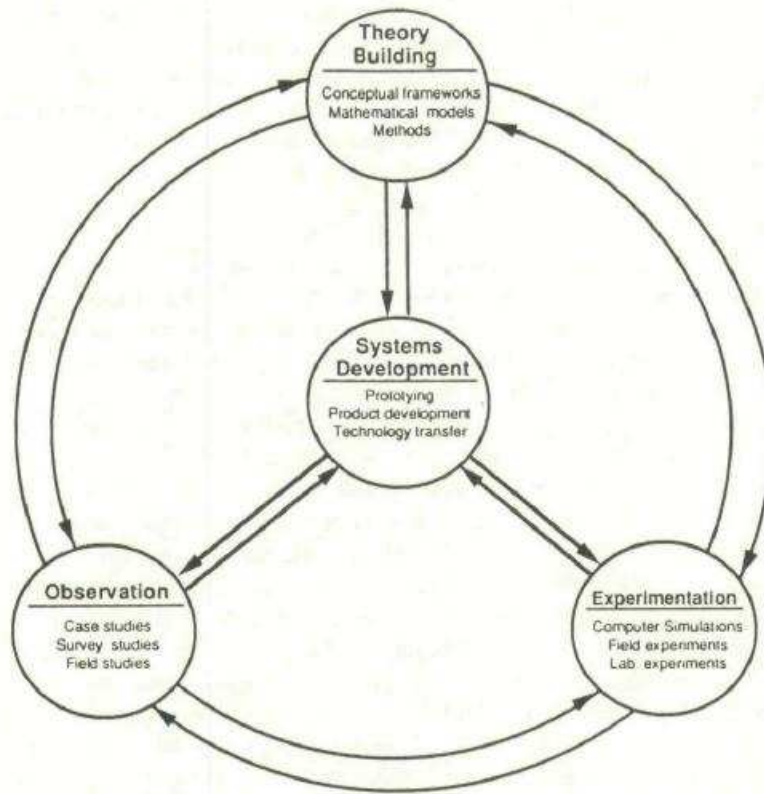 Theory
Building
Conceptual frameworks
Mathematical models
Methods
Systems
Development
Prototying
Product development
Technology transfer
Observation
Case studies
Survey studies
Field studies
Experimentation
Computer Simulations
Field experiments
Lab experiments